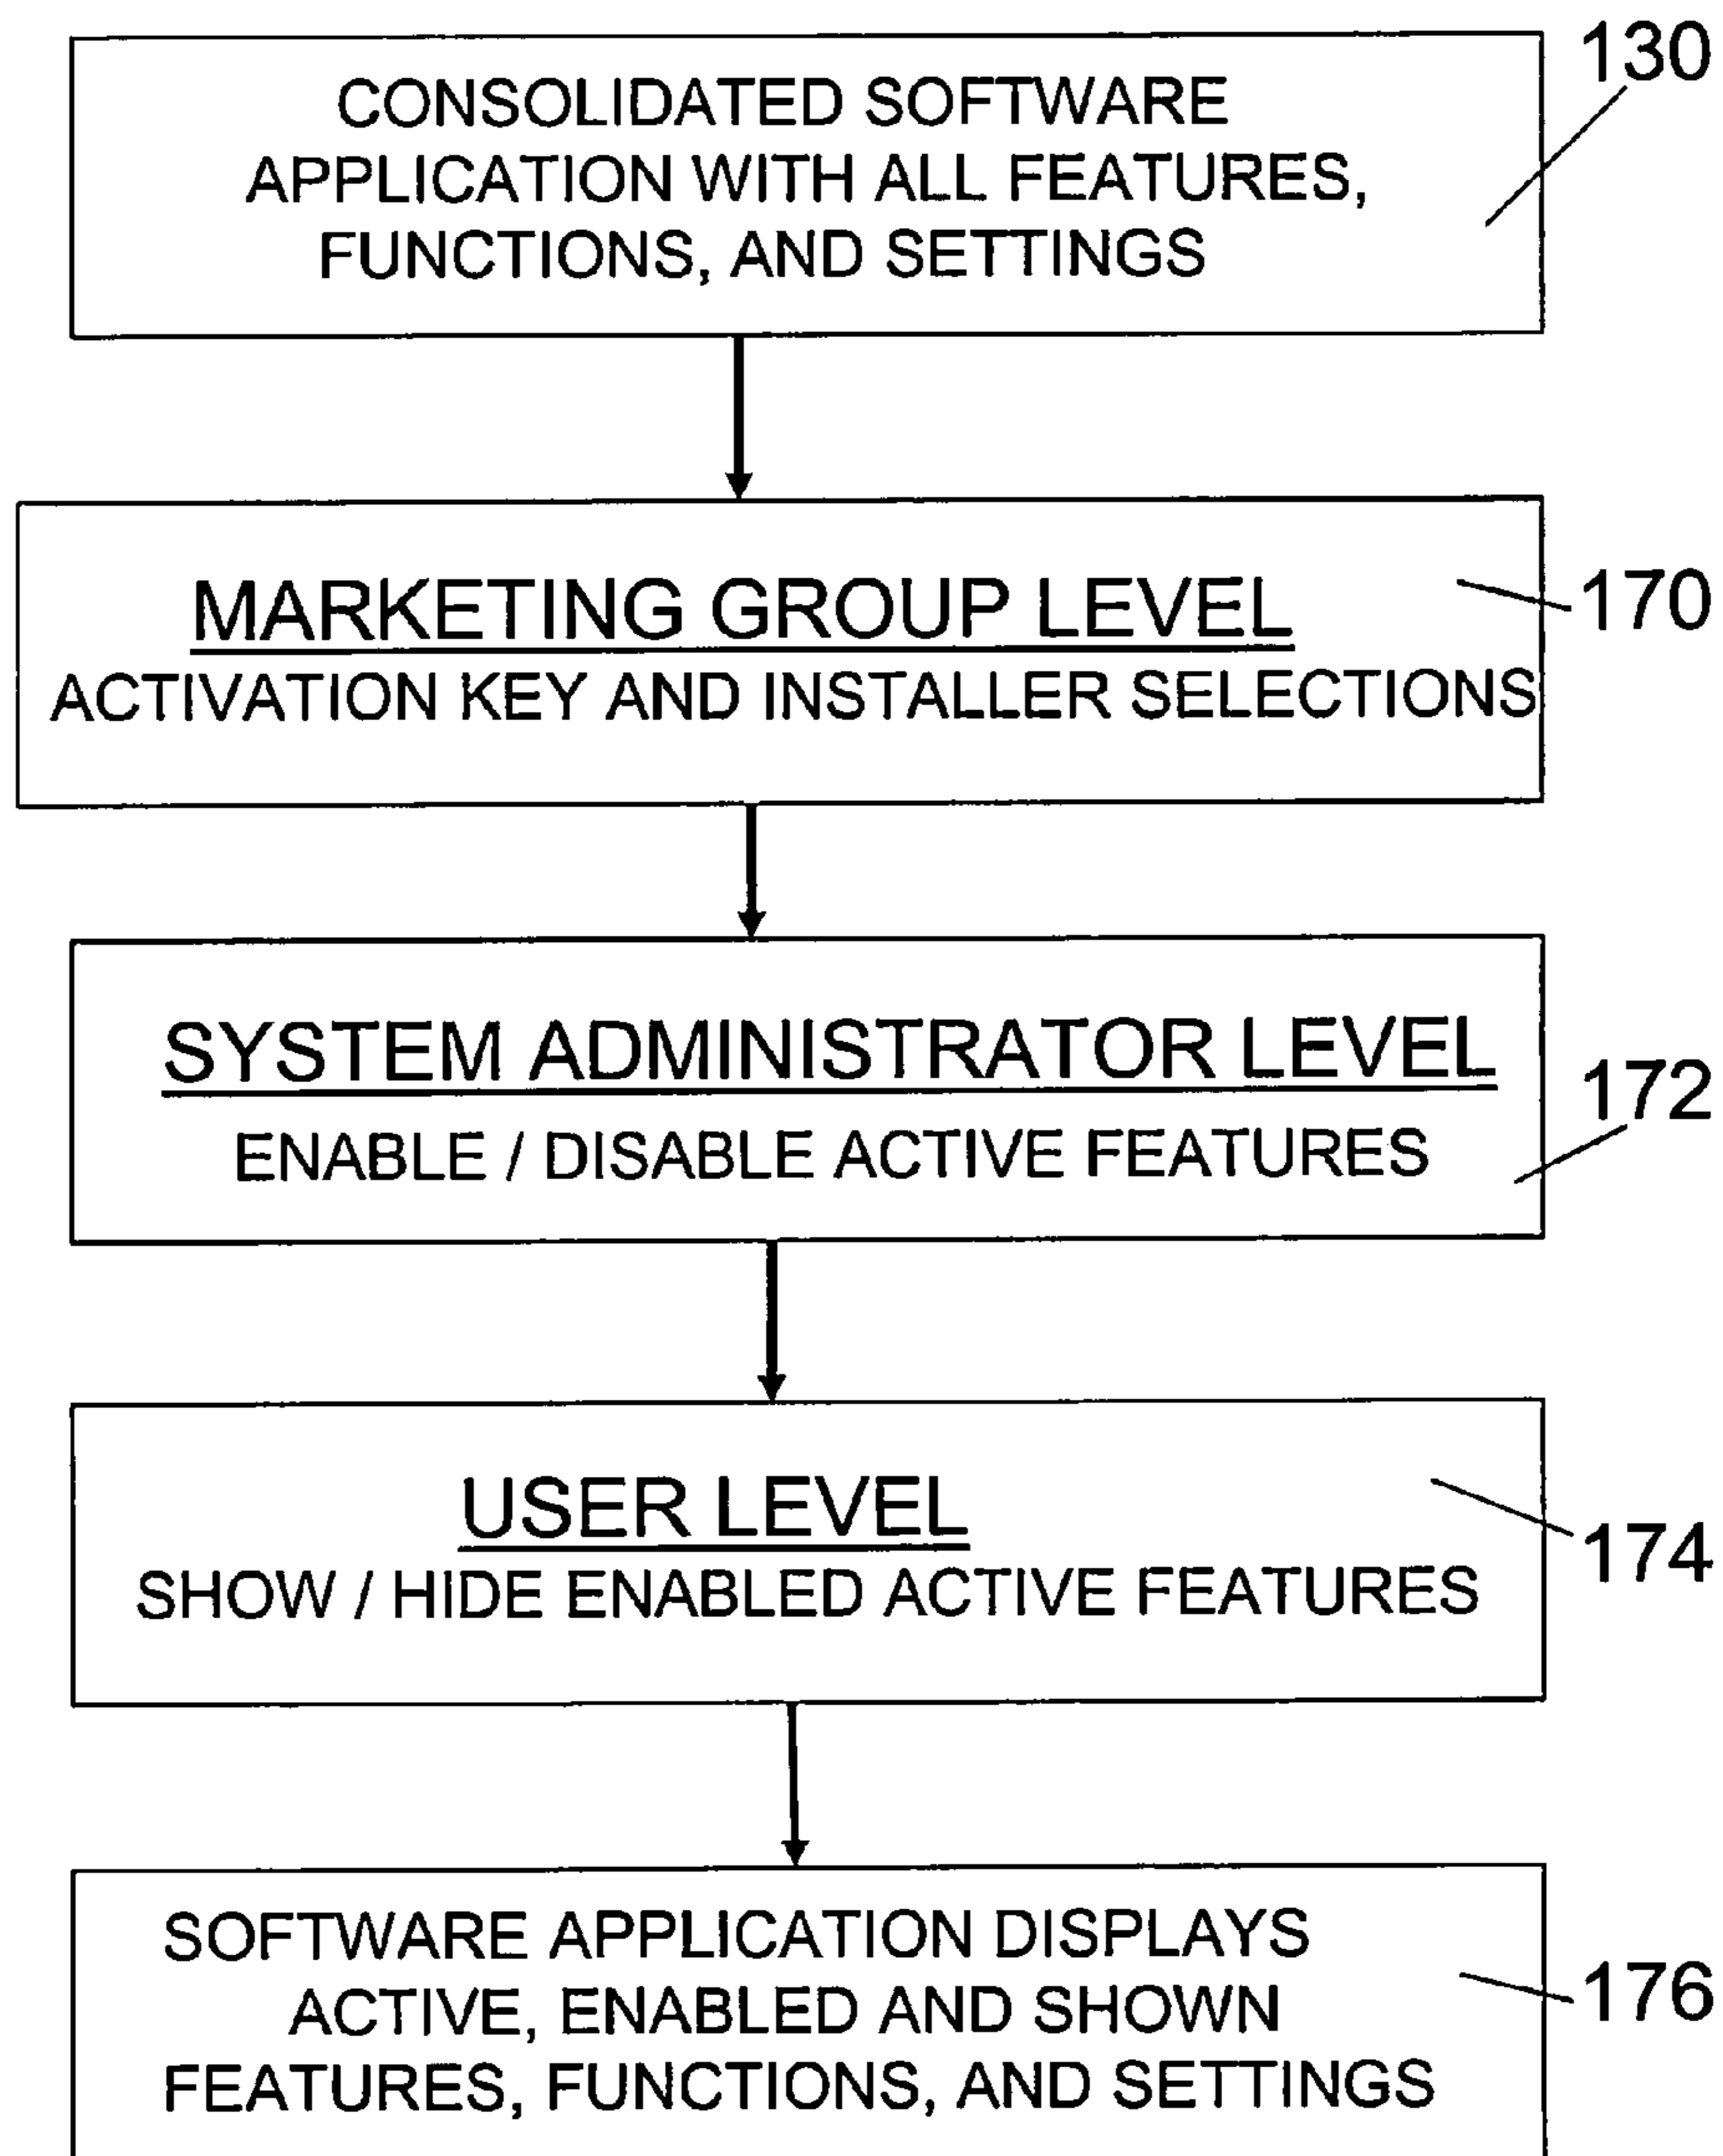 130
CONSOLIDATED SOFTWARE
APPLICATION WITH ALL FEATURES,
FUNCTIONS, AND SETTINGS
MARKETING GROUP LEVEL
170
ACTIVATION KEY AND INSTALLER SELECTIONS
SYSTEM ADMINISTRATOR LEVEL
172
ENABLE / DISABLE ACTIVE FEATURES
USER LEVEL
174
SHOW / HIDE ENABLED ACTIVE FEATURES
SOFTWARE APPLICATION DISPLAYS
176
ACTIVE, ENABLED AND SHOWN
FEATURES, FUNCTIONS, AND SETTINGS